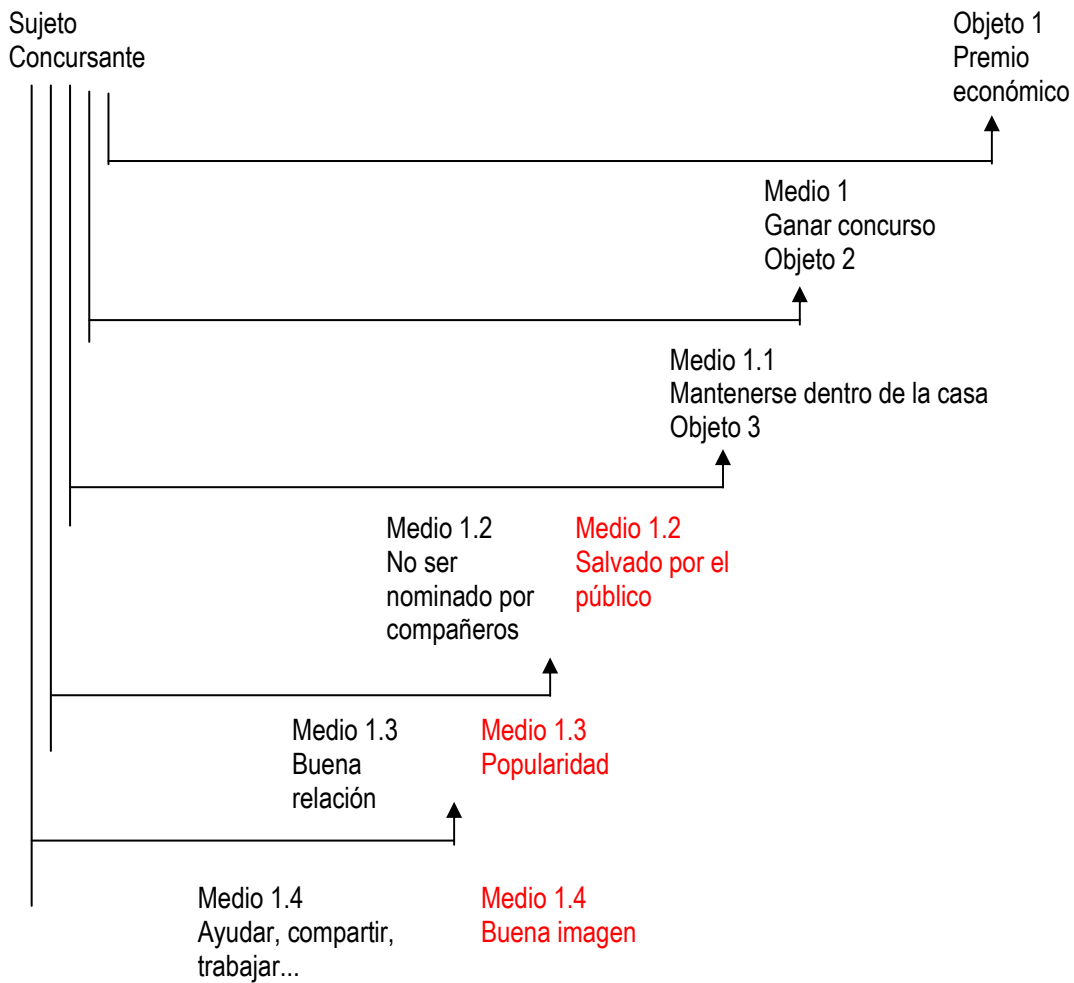 Sujeto
Concursante
Objeto 1
Premio
económico
Medio 1
Ganar concurso
Objeto 2
Medio 1.1
Mantenerse dentro de la casa
Objeto 3
Medio 1.2
No ser
nominado por
compañeros
Medio 1.2
Salvado por el
público
Medio 1.3
Buena
relación
Medio 1.3
Popularidad
Medio 1.4
Ayudar, compartir,
trabajar...
Medio 1.4
Buena imagen